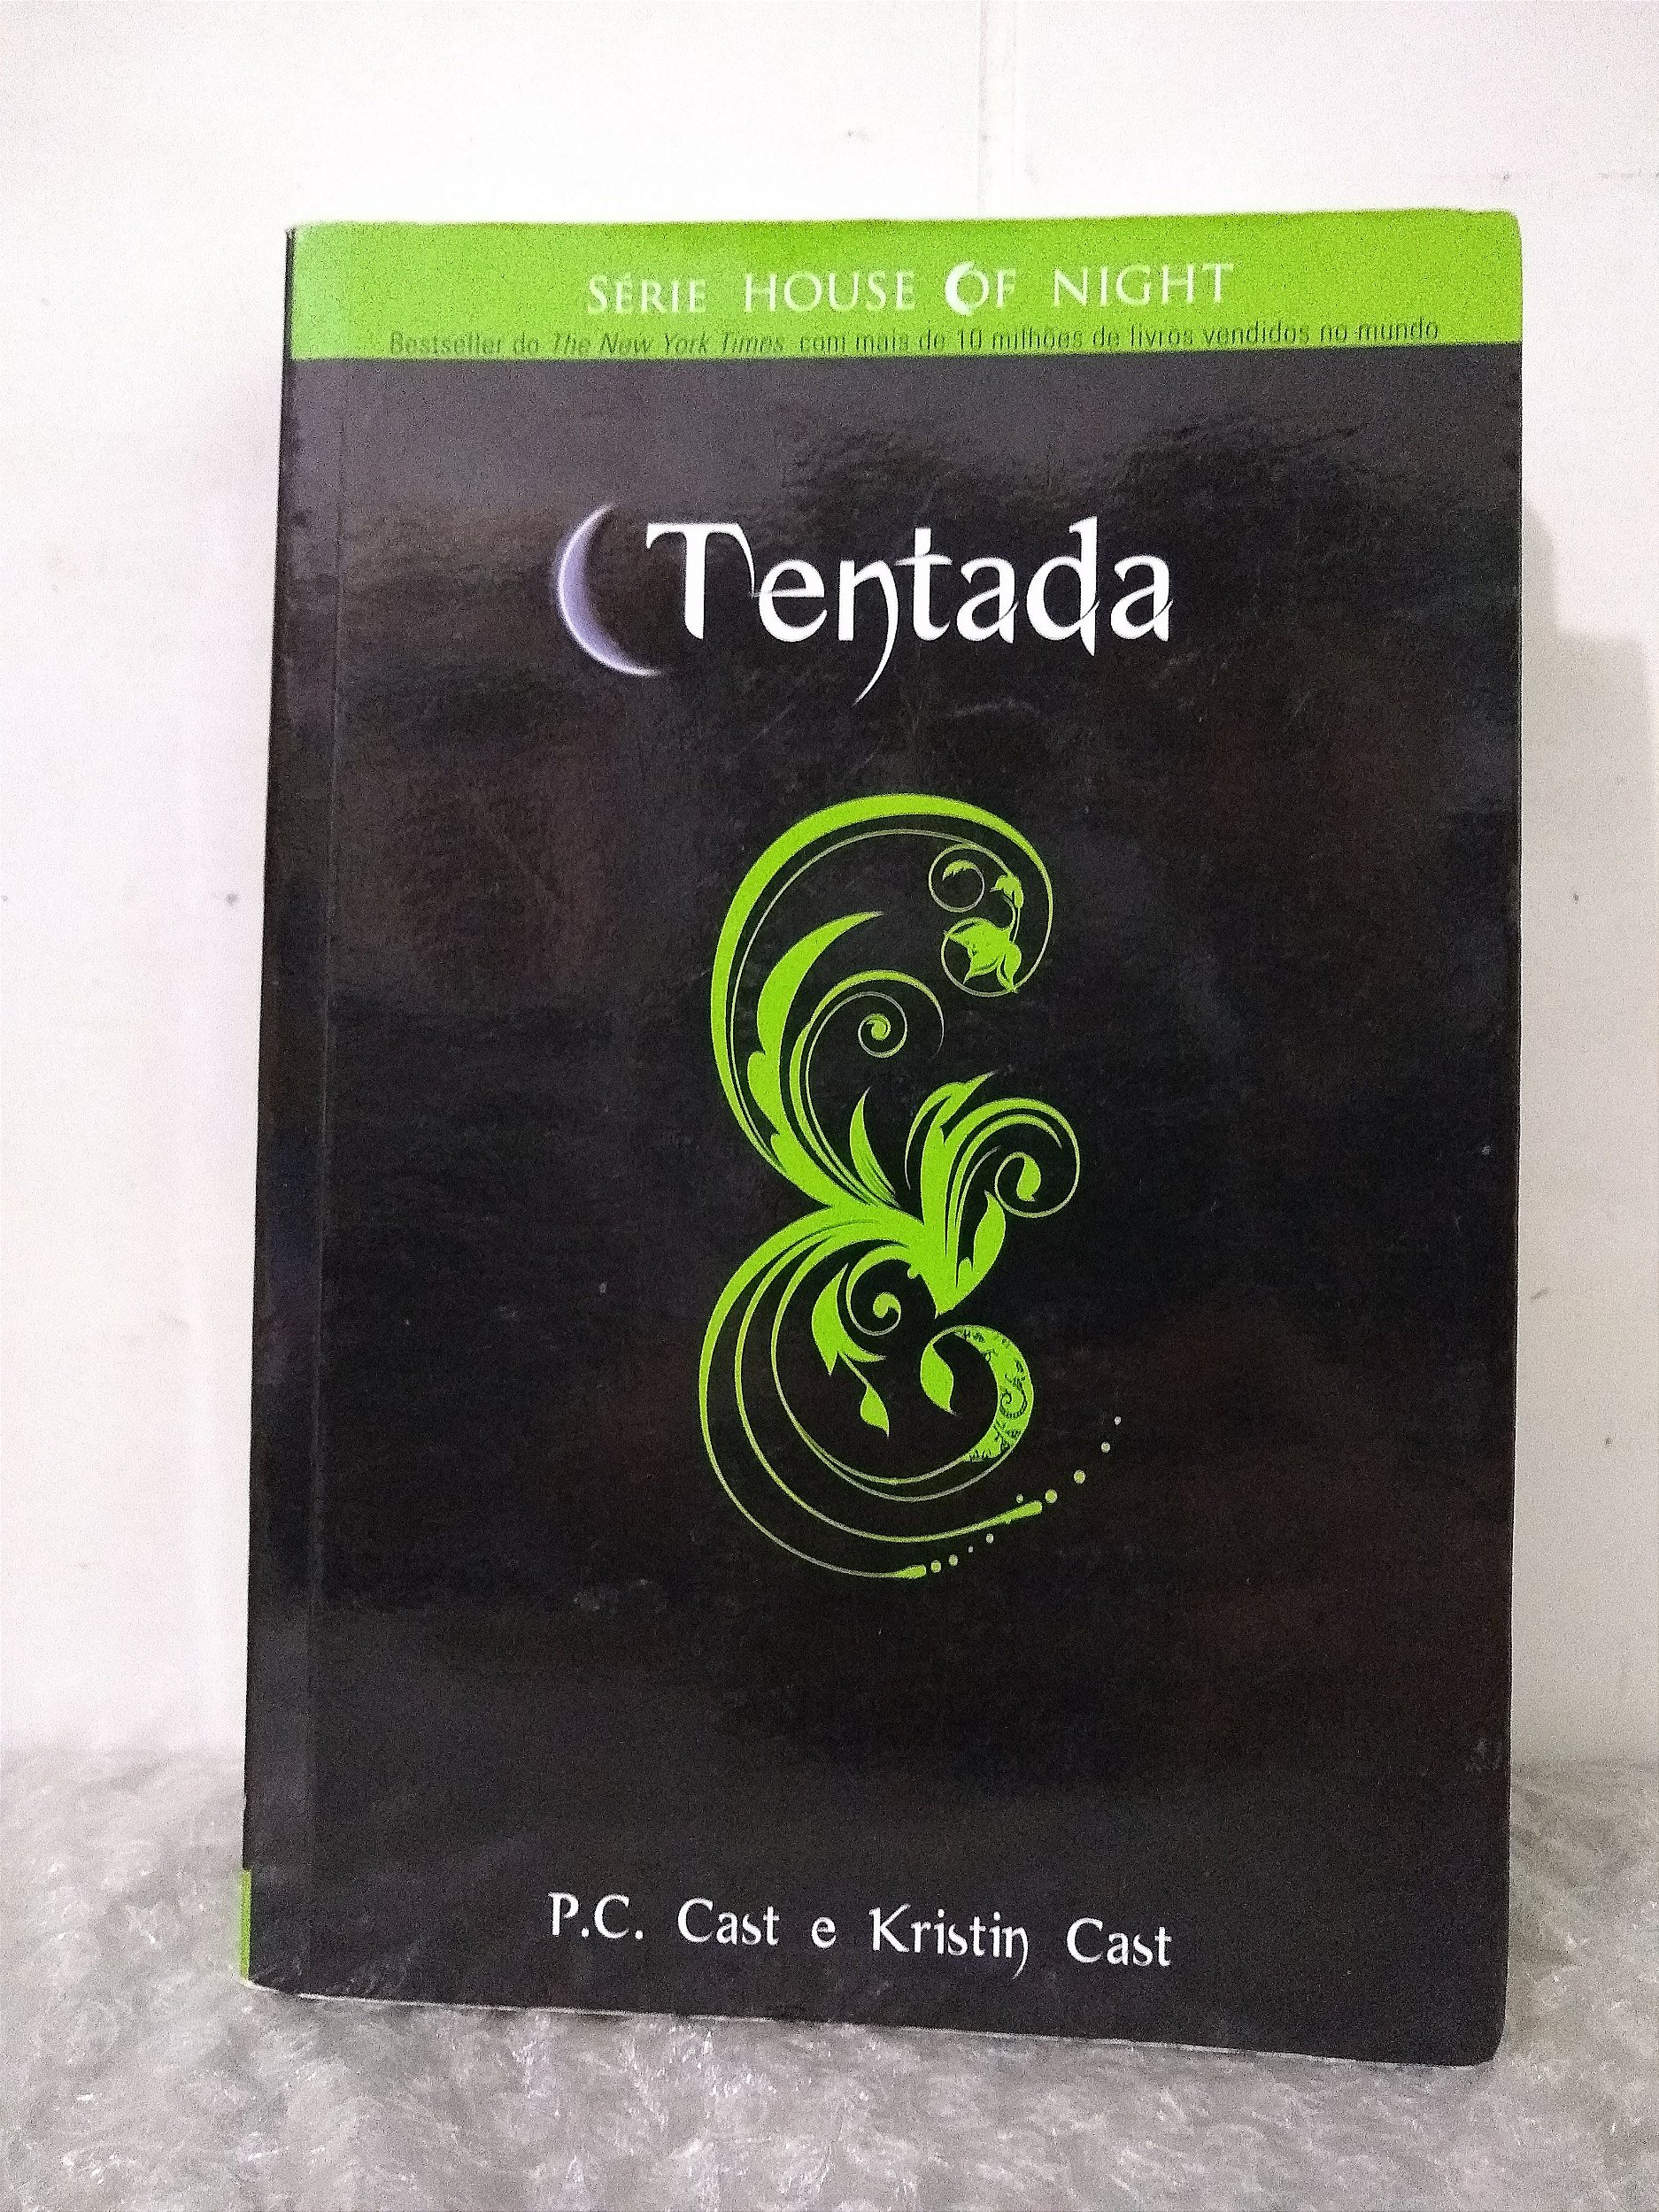 SÉRIE HOUSE OF NIGHT
Bestseller do The New York Times com mais de 10 milhões de livros vendidos no mundo
Tentada
P.C. Cast e Kristin Cast